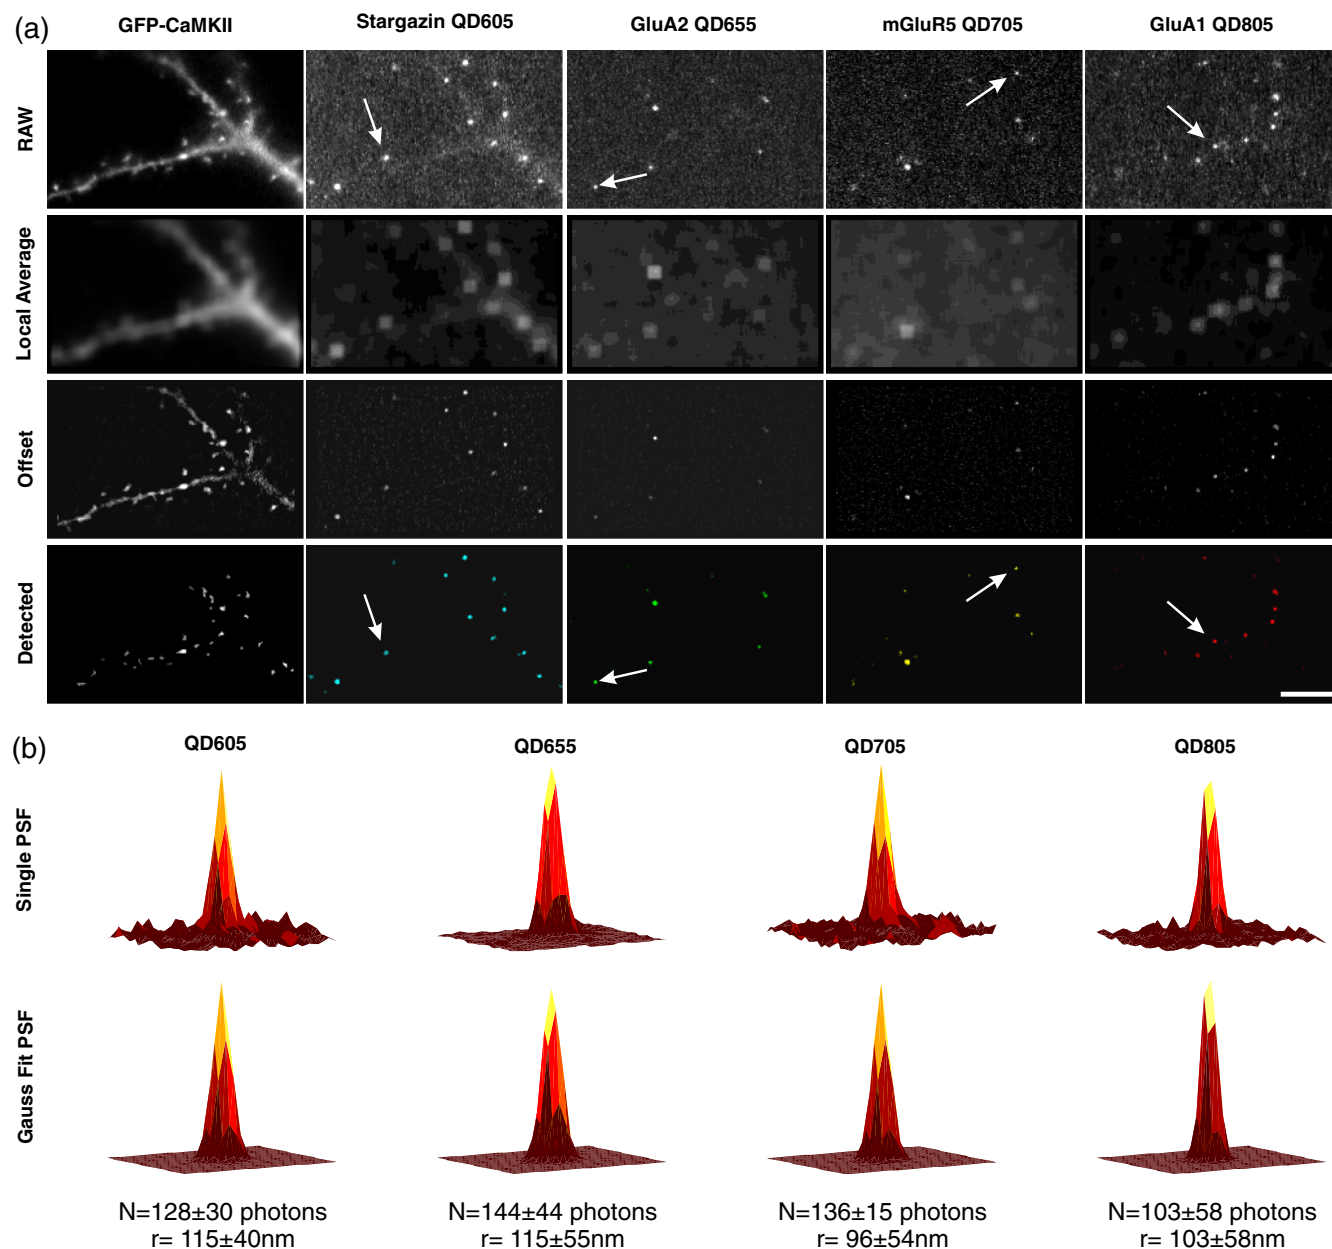 (a)
GFP-CaMKII
Stargazin QD605
GluA2 QD655
mGluR5 QD705
GluA1 QD805
RAW
Local Average
Offset
Detected
(b)
QD605
QD655
QD705
QD805
Single PSF
Gauss Fit PSF
N=128±30 photons
r= 115±40nm
N=144±44 photons
r= 115±55nm
N=136±15 photons
r= 96±54nm
N=103±58 photons
r= 103±58nm